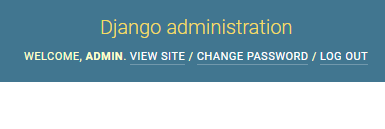 Django administration
WELCOME, ADMIN. VIEW SITE / CHANGE PASSWORD / LOG OUT